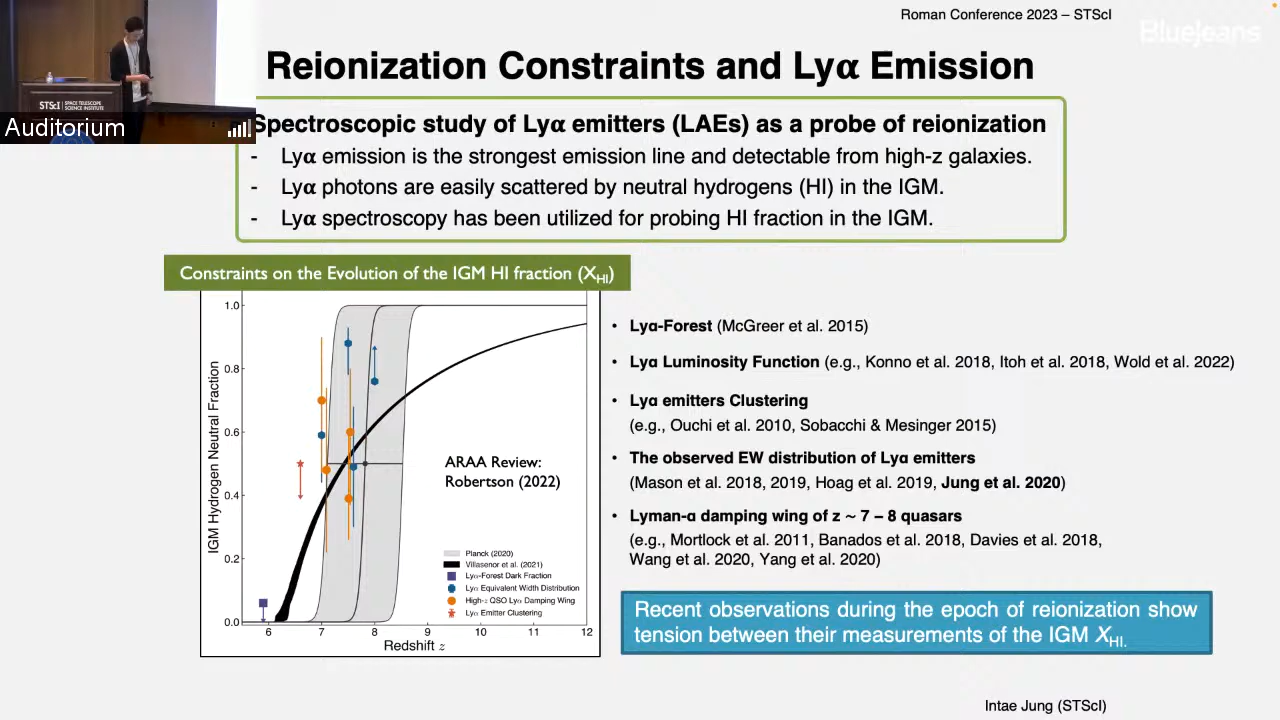 Roman Conference 2023 – STScI
BlueJeans
Reionization Constraints and Lyα Emission
STScI | SPACE TELESCOPE SCIENCE INSTITUTE
Auditorium
Spectroscopic study of Lyα emitters (LAEs) as a probe of reionization
- Lyα emission is the strongest emission line and detectable from high-z galaxies.
- Lyα photons are easily scattered by neutral hydrogens (HI) in the IGM.
- Lyα spectroscopy has been utilized for probing HI fraction in the IGM.
Constraints on the Evolution of the IGM HI fraction (XHI)
1.0
0.8
0.6
0.4
0.2
0.0
IGM Hydrogen Neutral Fraction
ARAA Review:
Robertson (2022)
Planck (2020)
Villasenor et al. (2021)
Lyα-Forest Dark Fraction
Lyα Equivalent Width Distribution
High-z QSO Lyα Damping Wing
Lyα Emitter Clustering
6 7 8 9 10 11 12
Redshift z
• Lyα-Forest (McGreer et al. 2015)
• Lyα Luminosity Function (e.g., Konno et al. 2018, Itoh et al. 2018, Wold et al. 2022)
• Lyα emitters Clustering
(e.g., Ouchi et al. 2010, Sobacchi & Mesinger 2015)
• The observed EW distribution of Lyα emitters
(Mason et al. 2018, 2019, Hoag et al. 2019, Jung et al. 2020)
• Lyman-α damping wing of z ~ 7 – 8 quasars
(e.g., Mortlock et al. 2011, Banados et al. 2018, Davies et al. 2018,
Wang et al. 2020, Yang et al. 2020)
Recent observations during the epoch of reionization show
tension between their measurements of the IGM XHI.
Intae Jung (STScI)